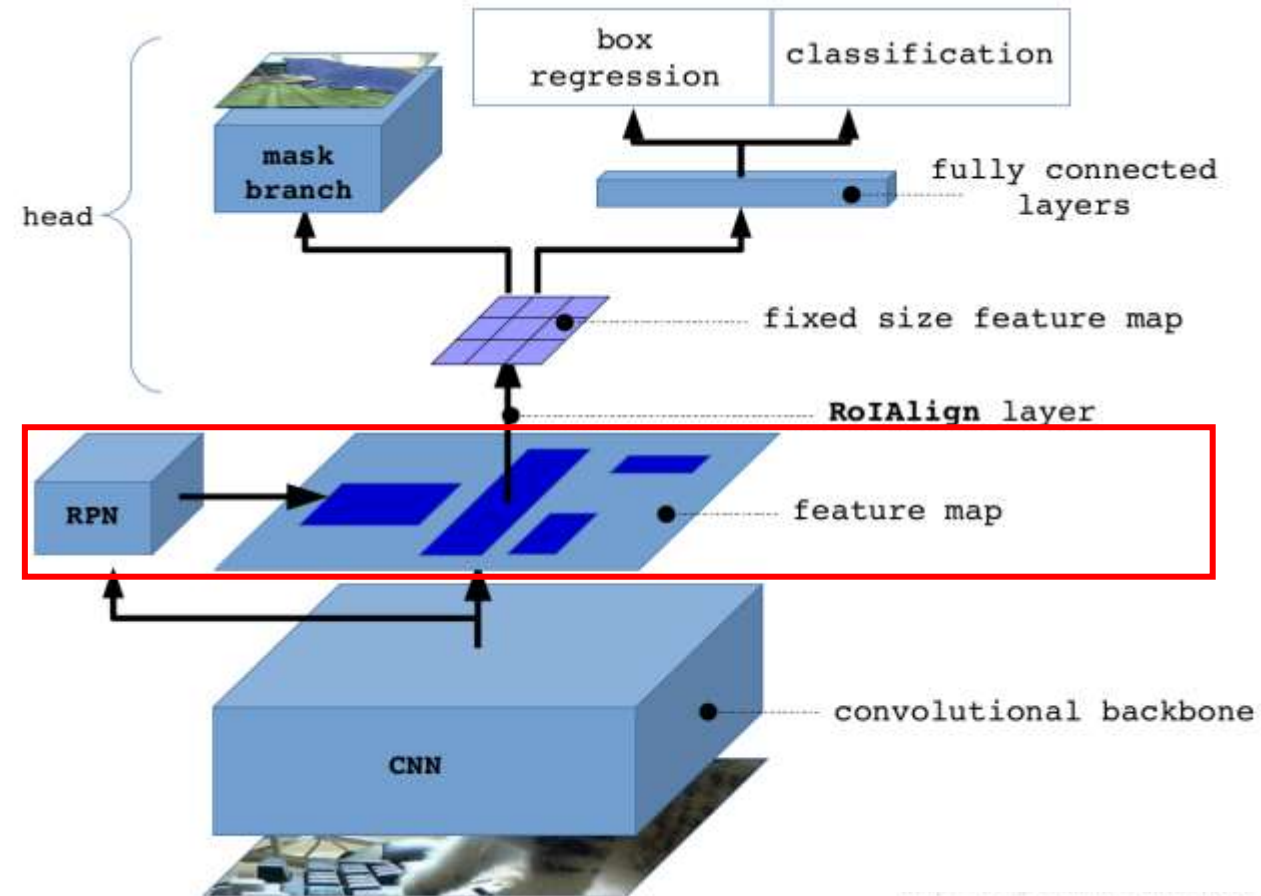 box
regression
classification
mask
branch
fully connected
layers
head
fixed size feature map
RoIAlign layer
RPN
feature map
convolutional backbone
CNN